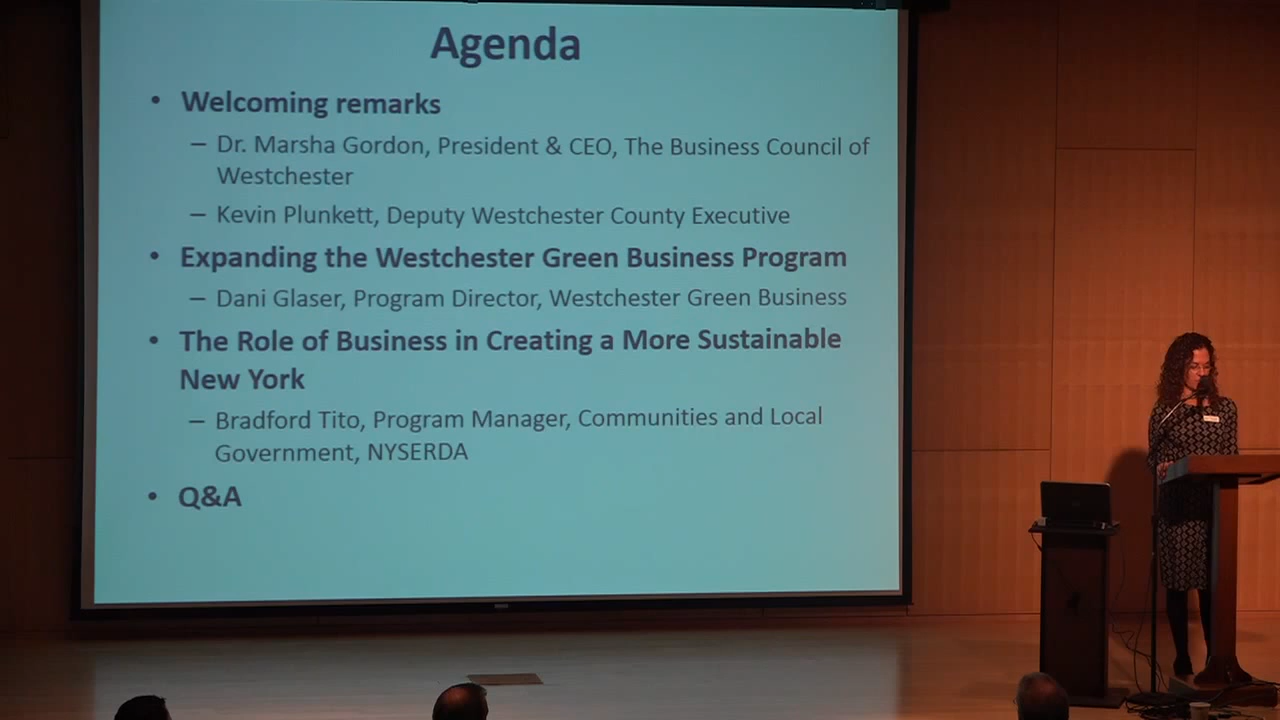 Agenda
• Welcoming remarks
– Dr. Marsha Gordon, President & CEO, The Business Council of
Westchester
– Kevin Plunkett, Deputy Westchester County Executive
• Expanding the Westchester Green Business Program
– Dani Glaser, Program Director, Westchester Green Business
• The Role of Business in Creating a More Sustainable
New York
– Bradford Tito, Program Manager, Communities and Local
Government, NYSERDA
• Q&A